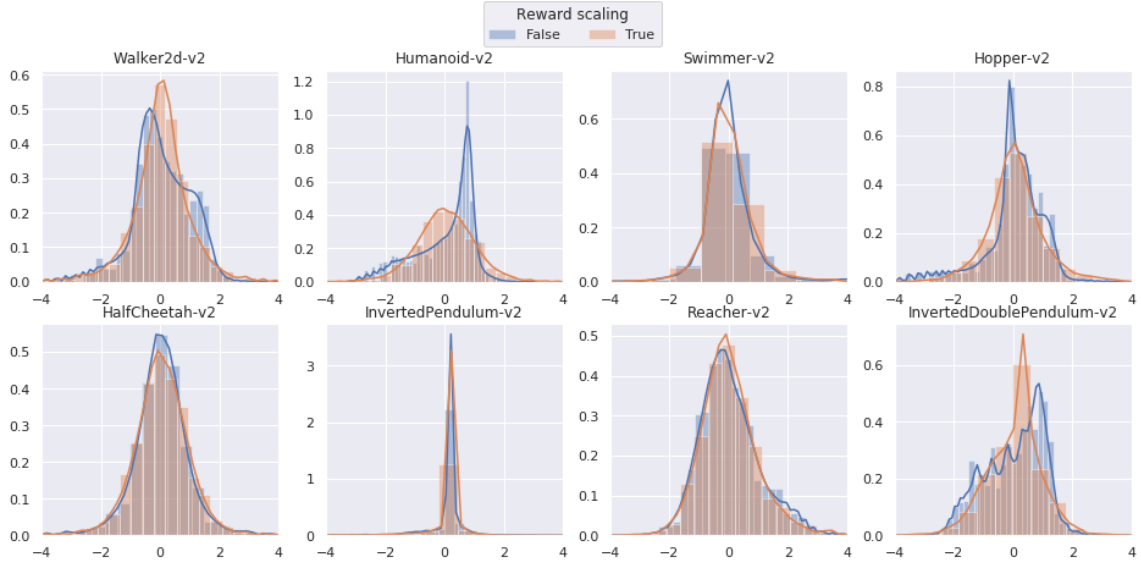 Reward scaling
False True
Walker2d-v2 Humanoid-v2 Swimmer-v2 Hopper-v2
0.6 1.2 0.8
0.5 1.0 0.6
0.4 0.8 0.6
0.3 0.6 0.4 0.4
0.2 0.4 0.2 0.2
0.1 0.2
0.0 0.0 0.0 0.0
−4 −2 0 2 4 −4 −2 0 2 4 −4 −2 0 2 4 −4 −2 0 2 4
HalfCheetah-v2 InvertedPendulum-v2 Reacher-v2 InvertedDoublePendulum-v2
0.5 3 0.5 0.6
0.4 0.4
0.3 2 0.3 0.4
0.2 1 0.2 0.2
0.1 0.1
0.0 0 0.0 0.0
−4 −2 0 2 4 −4 −2 0 2 4 −4 −2 0 2 4 −4 −2 0 2 4